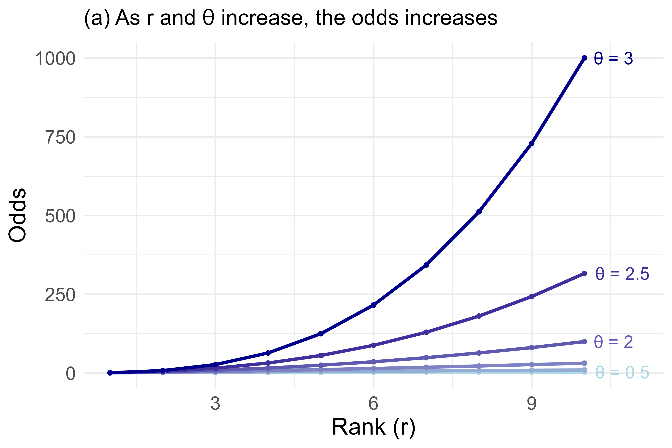 (a) As r and θ increase, the odds increases
1000
750
500
250
0
Odds
3
6
9
Rank (r)
θ = 3
θ = 2.5
θ = 2
θ = 0.5